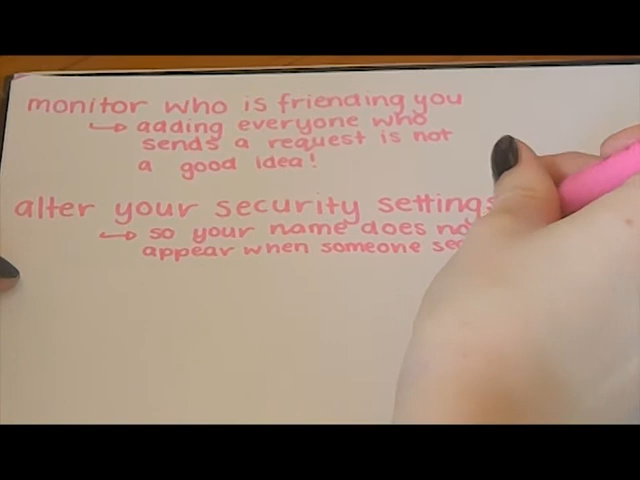 monitor who is friending you
adding everyone who
sends a request is not
a good idea!
alter your security settings
so your name does
appear when someone